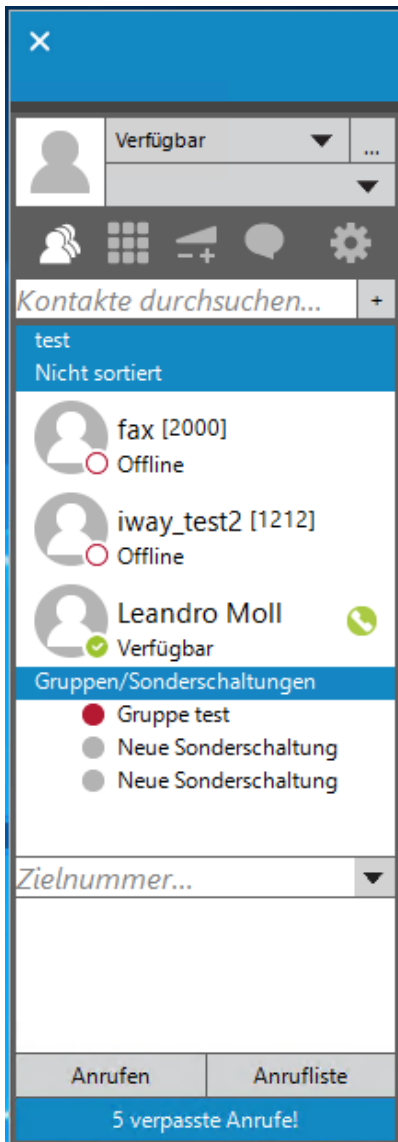 Verfügbar
...
Kontakte durchsuchen...
+
test
Nicht sortiert
fax [2000]
Offline
iway_test2 [1212]
Offline
Leandro Moll
Verfügbar
Gruppen/Sonderschaltungen
Gruppe test
Neue Sonderschaltung
Neue Sonderschaltung
Zielnummer...
Anrufen Anrufliste
5 verpasste Anrufe!